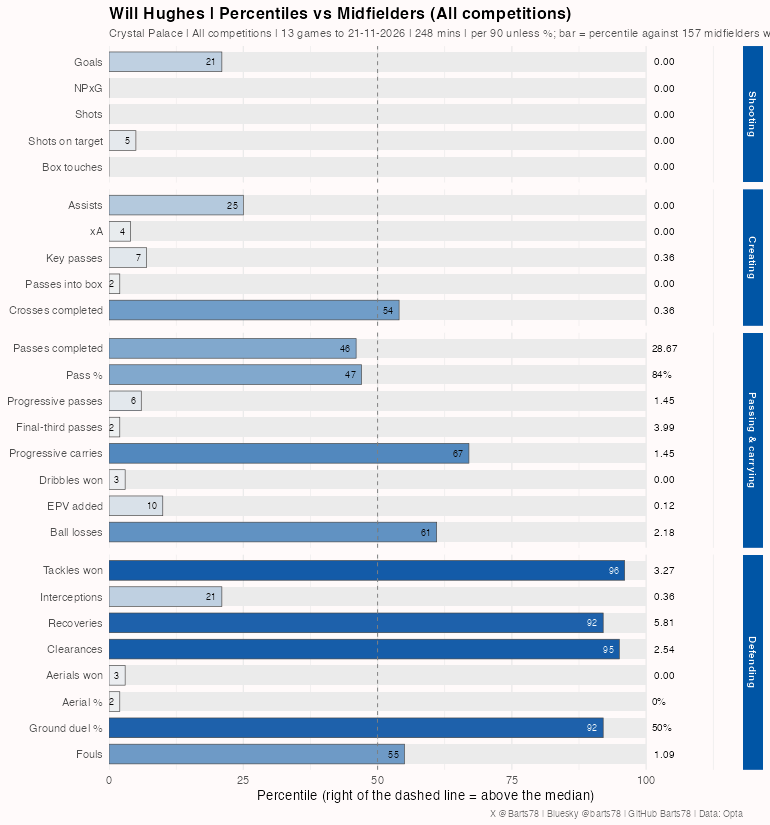 Will Hughes | Percentiles vs Midfielders (All competitions)
Crystal Palace | All competitions | 13 games to 21-11-2026 | 248 mins | per 90 unless %; bar = percentile against 157 midfielders w
Goals 21 0.00
NPxG 0.00
Shots 0.00
Shots on target 5 0.00
Box touches 0.00
Shooting
Assists 25 0.00
xA 4 0.00
Key passes 7 0.36
Passes into box 2 0.00
Crosses completed 54 0.36
Creating
Passes completed 46 28.67
Pass % 47 84%
Progressive passes 6 1.45
Final-third passes 2 3.99
Progressive carries 67 1.45
Dribbles won 3 0.00
EPV added 10 0.12
Ball losses 61 2.18
Passing & carrying
Tackles won 96 3.27
Interceptions 21 0.36
Recoveries 92 5.81
Clearances 95 2.54
Aerials won 3 0.00
Aerial % 2 0%
Ground duel % 92 50%
Fouls 55 1.09
Defending
0 25 50 75 100
Percentile (right of the dashed line = above the median)
X @Barts78 | Bluesky @barts78 | GitHub Barts78 | Data: Opta